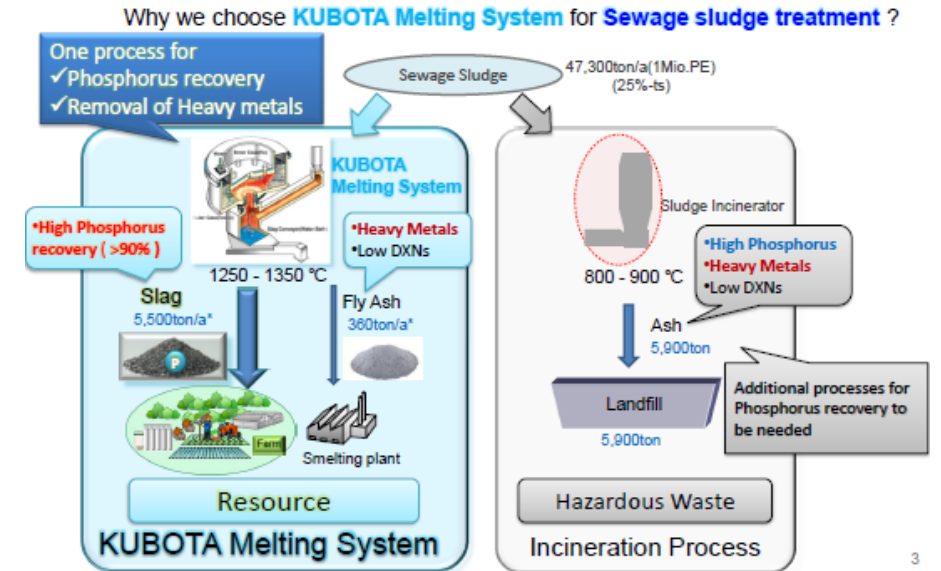 Why we choose KUBOTA Melting System for Sewage sludge treatment ?
One process for
✓Phosphorus recovery
✓Removal of Heavy metals
Sewage Sludge
47,300ton/a(1Mio.PE)
(25%-ts)
KUBOTA
Melting System
•High Phosphorus
recovery ( >90% )
•Heavy Metals
•Low DXNs
1250 - 1350 ℃
Slag
5,500ton/a*
P
Fly Ash
360ton/a*
Farm
Smelting plant
Resource
KUBOTA Melting System
Sludge Incinerator
800 - 900 ℃
•High Phosphorus
•Heavy Metals
•Low DXNs
Ash
5,900ton
Landfill
5,900ton
Additional processes for
Phosphorus recovery to
be needed
Hazardous Waste
Incineration Process
3